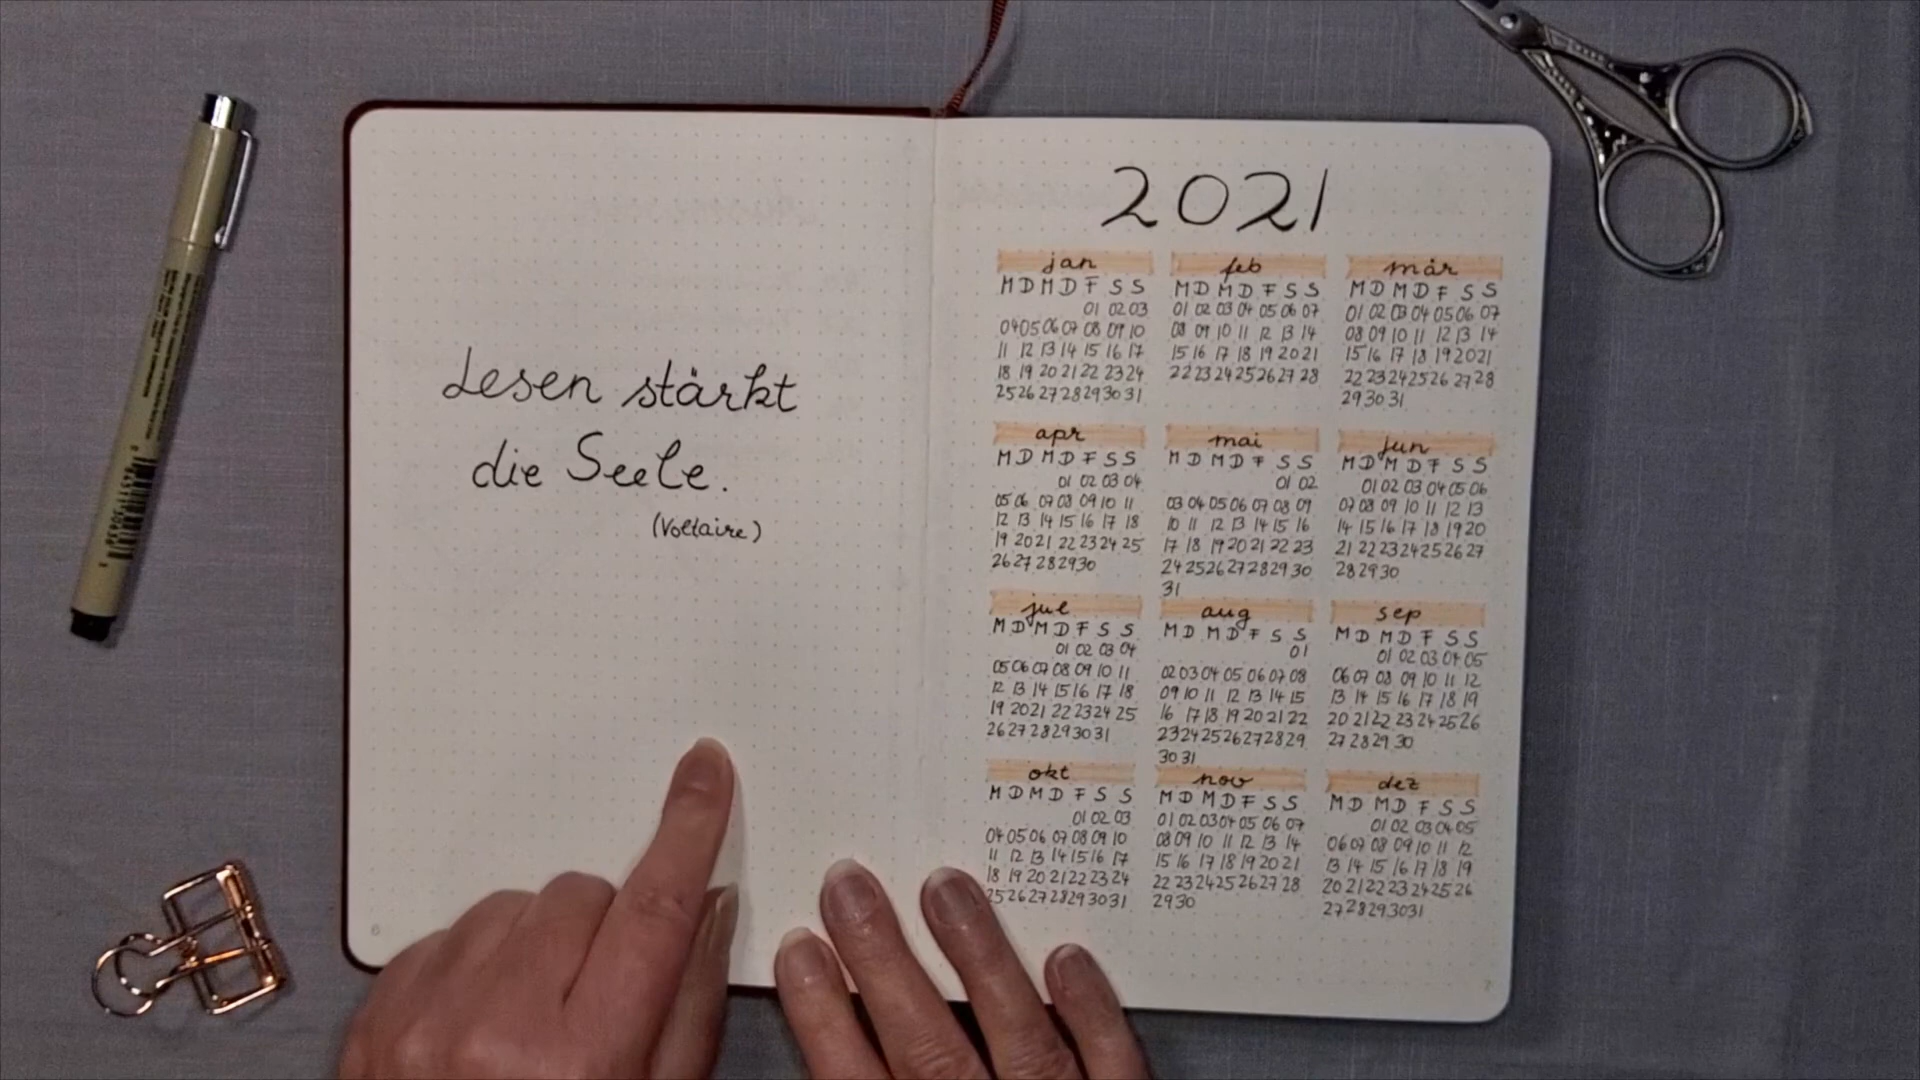 Lesen stärkt
die Seele.
(Voltaire)
6
2021
jan
M D M D F S S
01 02 03
04 05 06 07 08 09 10
11 12 13 14 15 16 17
18 19 20 21 22 23 24
25 26 27 28 29 30 31
feb
M D M D F S S
01 02 03 04 05 06 07
08 09 10 11 12 13 14
15 16 17 18 19 20 21
22 23 24 25 26 27 28
mär
M D M D F S S
01 02 03 04 05 06 07
08 09 10 11 12 13 14
15 16 17 18 19 20 21
22 23 24 25 26 27 28
29 30 31
apr
M D M D F S S
01 02 03 04
05 06 07 08 09 10 11
12 13 14 15 16 17 18
19 20 21 22 23 24 25
26 27 28 29 30
mai
M D M D F S S
01 02
03 04 05 06 07 08 09
10 11 12 13 14 15 16
17 18 19 20 21 22 23
24 25 26 27 28 29 30
31
jun
M D M D F S S
01 02 03 04 05 06
07 08 09 10 11 12 13
14 15 16 17 18 19 20
21 22 23 24 25 26 27
28 29 30
jul
M D M D F S S
01 02 03 04
05 06 07 08 09 10 11
12 13 14 15 16 17 18
19 20 21 22 23 24 25
26 27 28 29 30 31
aug
M D M D F S S
01
02 03 04 05 06 07 08
09 10 11 12 13 14 15
16 17 18 19 20 21 22
23 24 25 26 27 28 29
30 31
sep
M D M D F S S
01 02 03 04 05
06 07 08 09 10 11 12
13 14 15 16 17 18 19
20 21 22 23 24 25 26
27 28 29 30
okt
M D M D F S S
01 02 03
04 05 06 07 08 09 10
11 12 13 14 15 16 17
18 19 20 21 22 23 24
25 26 27 28 29 30 31
nov
M D M D F S S
01 02 03 04 05 06 07
08 09 10 11 12 13 14
15 16 17 18 19 20 21
22 23 24 25 26 27 28
29 30
dez
M D M D F S S
01 02 03 04 05
06 07 08 09 10 11 12
13 14 15 16 17 18 19
20 21 22 23 24 25 26
27 28 29 30 31
7